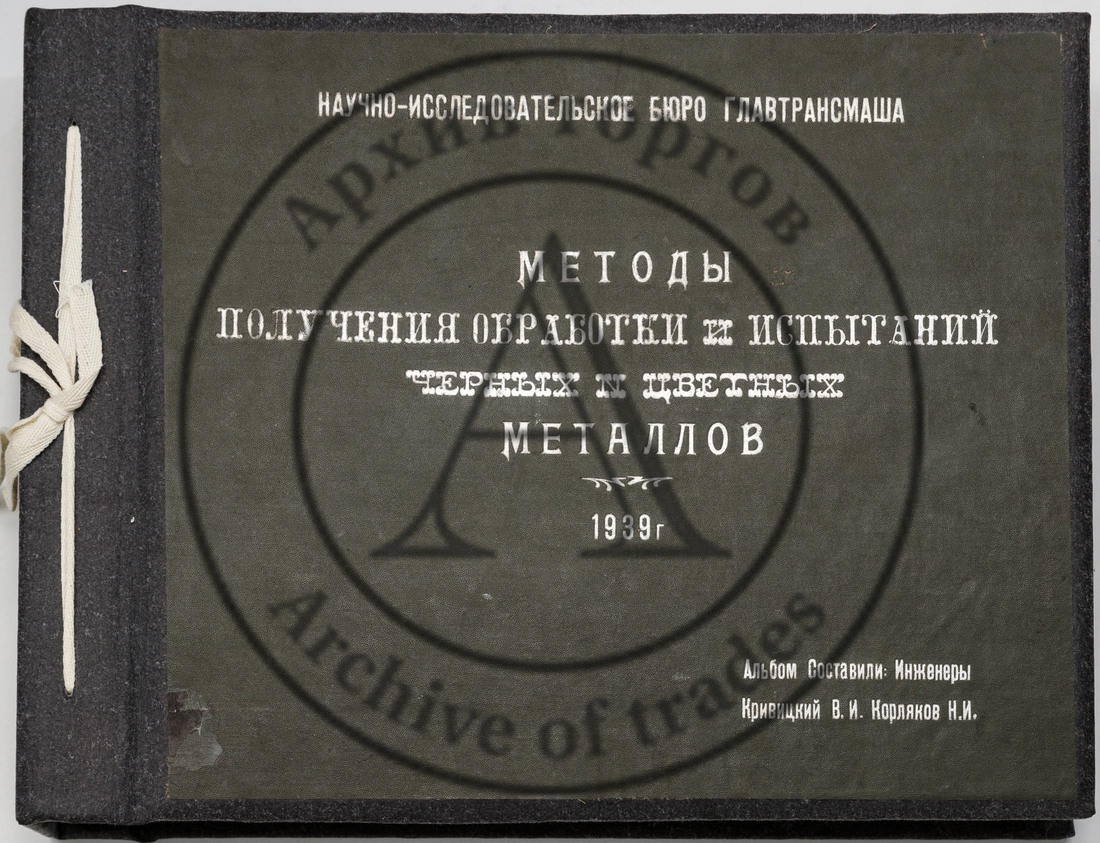 НАУЧНО-ИССЛЕДОВАТЕЛЬСКОЕ БЮРО ГЛАВТРАНСМАША
Архив торгов
МЕТОДЫ
ПОЛУЧЕНИЯ ОБРАБОТКИ и ИСПЫТАНИЙ
ЧЕРНЫХ И ЦВЕТНЫХ
МЕТАЛЛОВ
1939г
A
Archive of trades
Альбом Составили: Инженеры
Кривицкий В.И. Корляков Н.И.